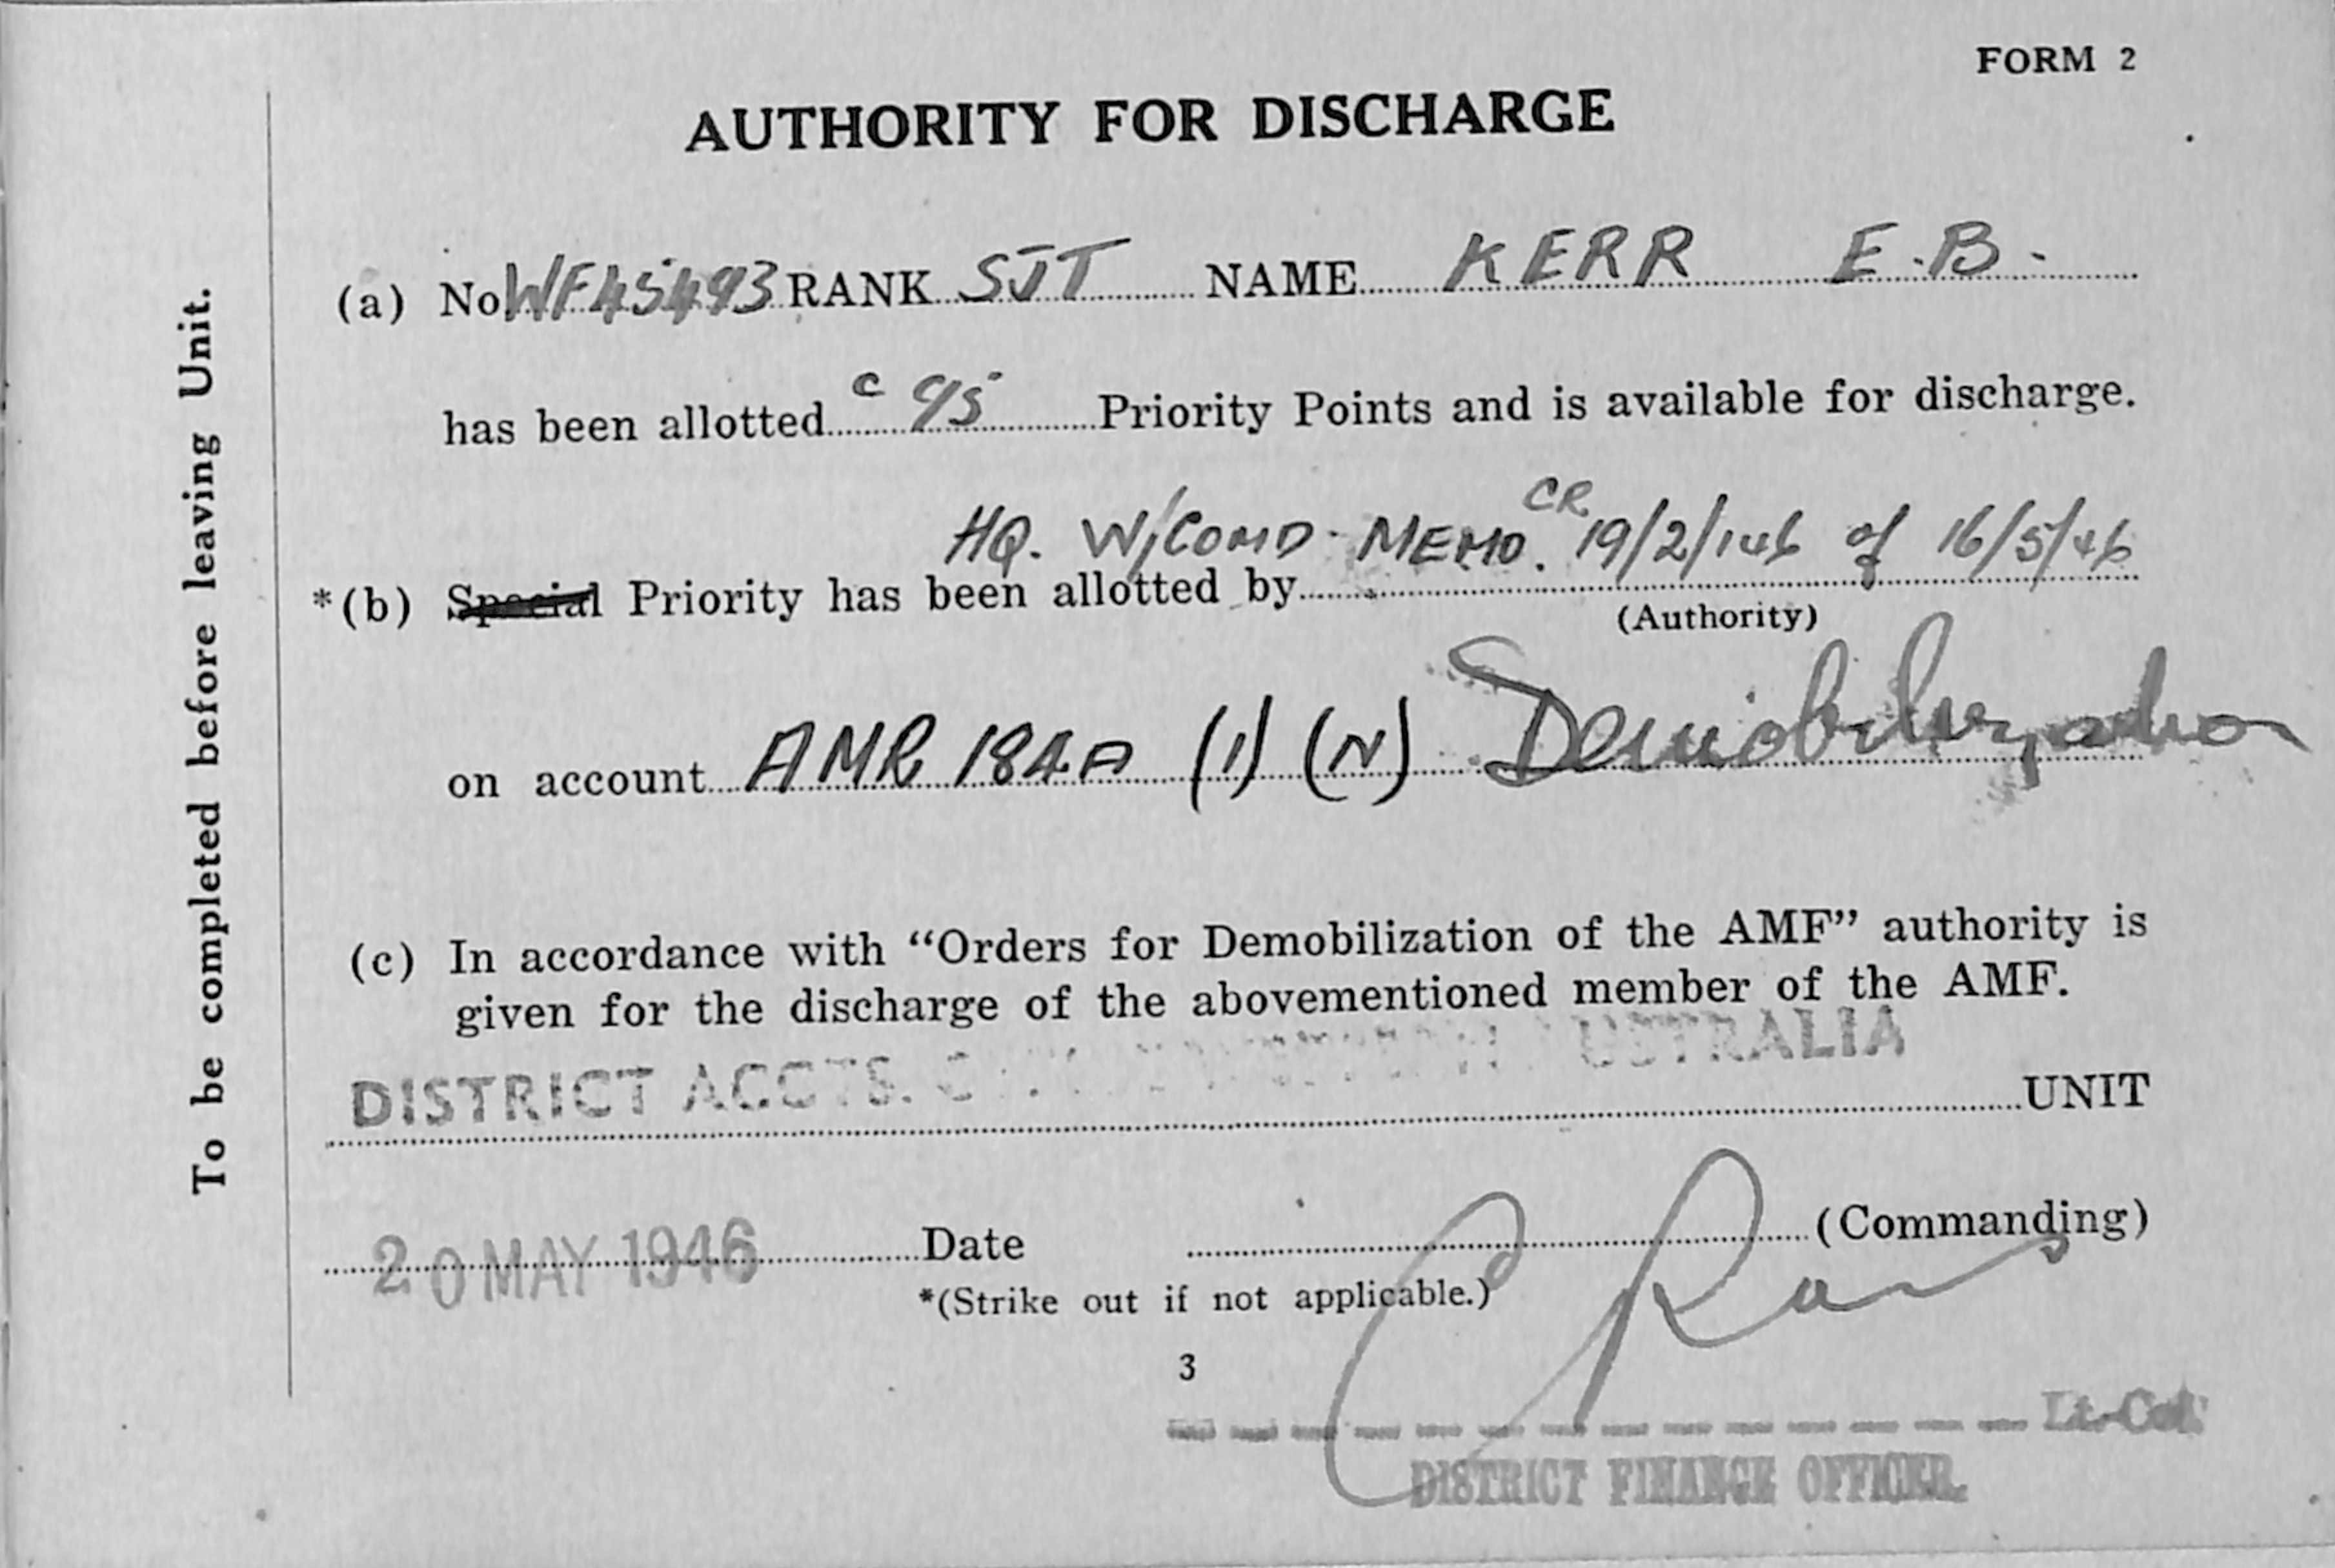 FORM 2
AUTHORITY FOR DISCHARGE
(a) No. WF45493 RANK SJT NAME KERR E.B.
has been allotted c 95 Priority Points and is available for discharge.
HQ. W/COMD. MEMO. CR 19/2/146 of 16/5/46
*(b) Special Priority has been allotted by
(Authority)
on account AMR 184A (1) (N) Demobilization
(c) In accordance with “Orders for Demobilization of the AMF” authority is
given for the discharge of the abovementioned member of the AMF.
DISTRICT ACCTS. AUSTRALIA
UNIT
20 MAY 1946 Date (Commanding)
*(Strike out if not applicable.)
3
Lt.-Col.
DISTRICT FINANCE OFFICER.
To be completed before leaving Unit.